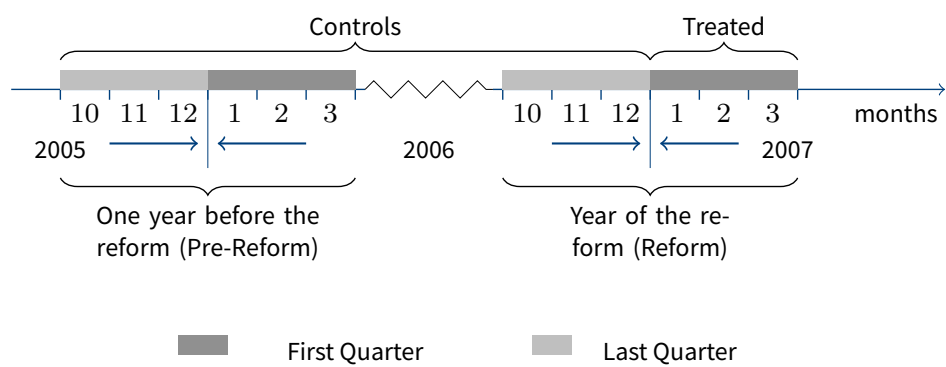 Controls Treated
10 11 12 1 2 3 10 11 12 1 2 3 months
2005 2006 2007
One year before the
reform (Pre-Reform)
Year of the re-
form (Reform)
First Quarter Last Quarter